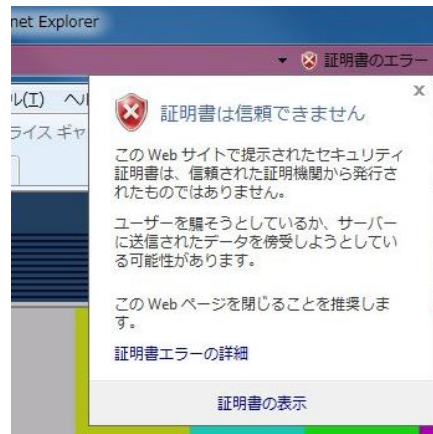 net Explorer
証明書のエラー
ル(I) ヘル
ライス ギャ
証明書は信頼できません
x
この Web サイトで提示されたセキュリティ
証明書は、信頼された証明機関から発行さ
れたものではありません。
ユーザーを騙そうとしているか、サーバー
に送信されたデータを傍受しようとしてい
る可能性があります。
この Web ページを閉じることを推奨しま
す。
証明書エラーの詳細
証明書の表示